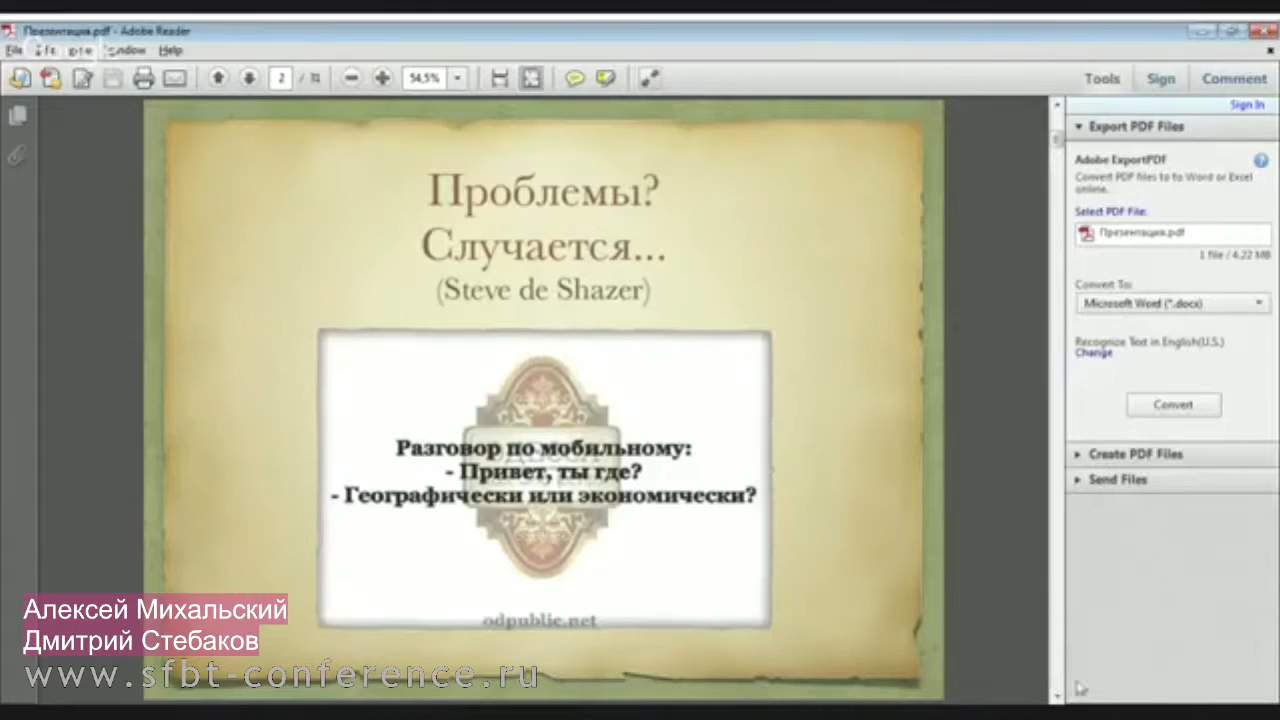 Презентация.pdf - Adobe Reader
File
Window Help
2 / 31
54,5%
Tools Sign Comment
Sign In
Export PDF Files
Adobe ExportPDF
Convert PDF files to to Word or Excel
online.
Select PDF File:
Презентация.pdf
1 file / 4.22 MB
Convert To:
Microsoft Word (*.docx)
Recognize Text in English(U.S.)
Change
Convert
Create PDF Files
Send Files
Проблемы?
Случается...
(Steve de Shazer)
Разговор по мобильному:
- Привет, ты где?
- Географически или экономически?
odpublic.net
Алексей Михальский
Дмитрий Стебаков
www.sfbt-conference.ru